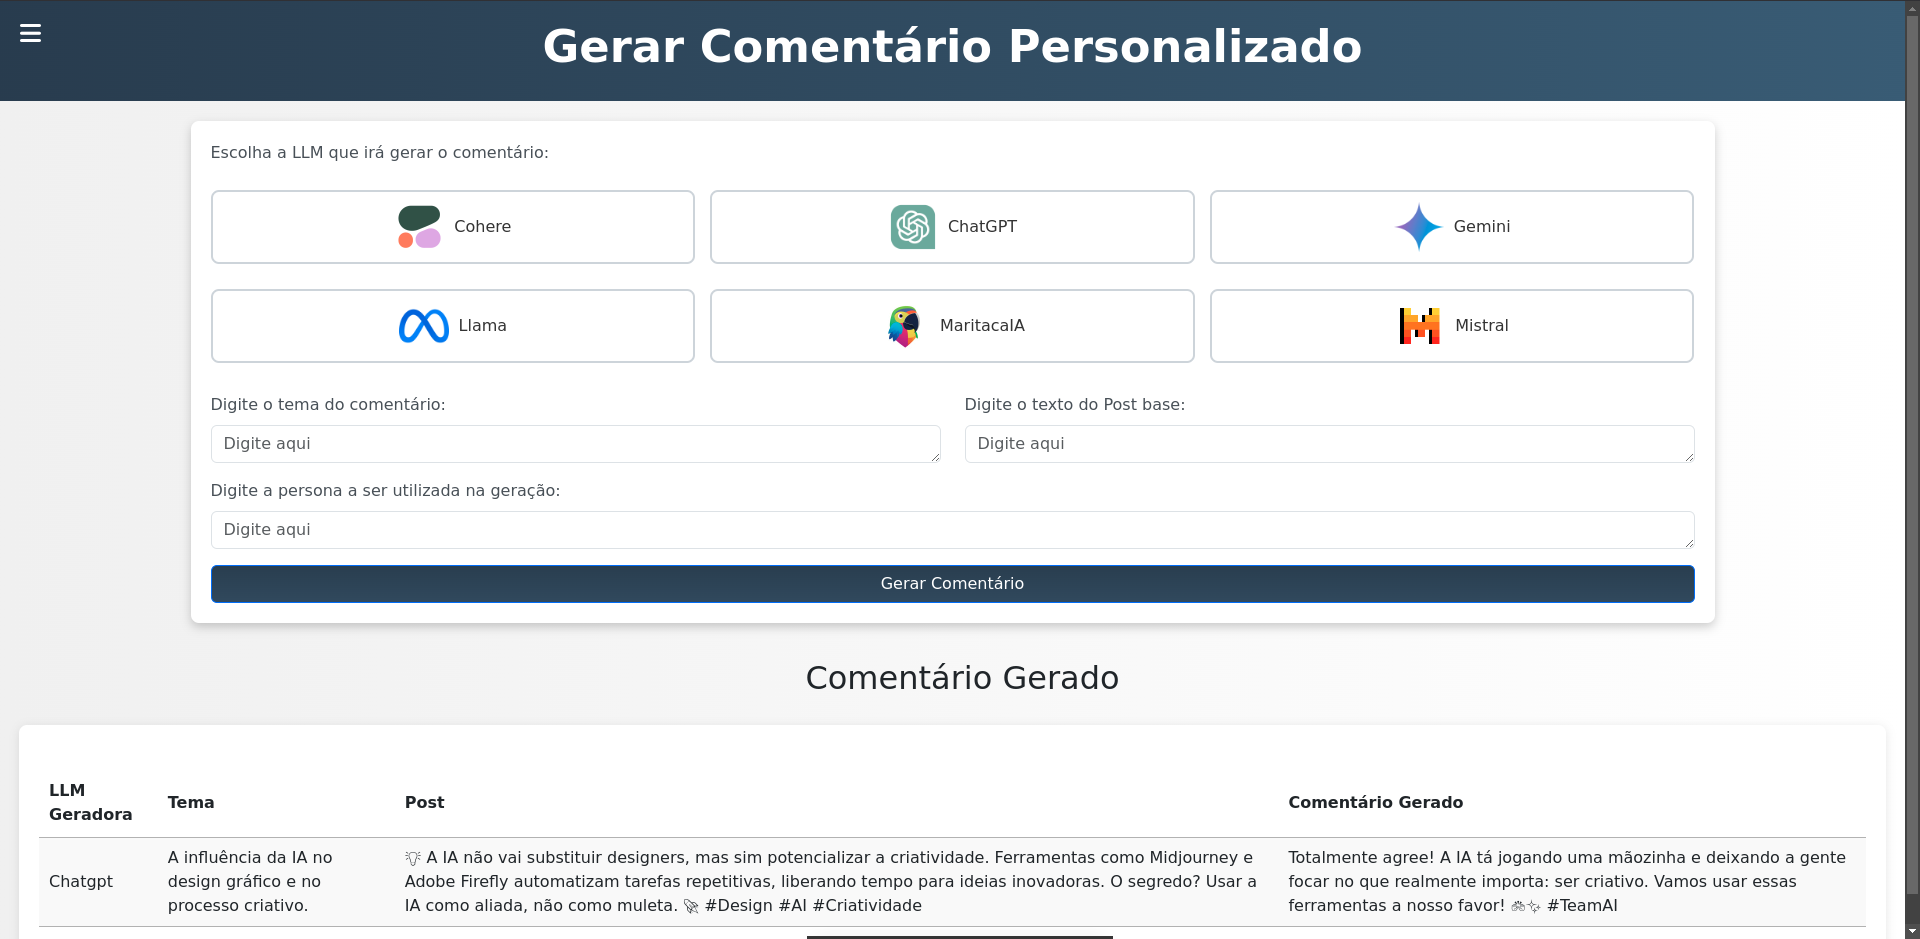 Gerar Comentário Personalizado
Escolha a LLM que irá gerar o comentário:
Cohere
ChatGPT
Gemini
Llama
MaritacaIA
Mistral
Digite o tema do comentário:
Digite o texto do Post base:
Digite aqui
Digite aqui
Digite a persona a ser utilizada na geração:
Digite aqui
Gerar Comentário
Comentário Gerado
LLM
Geradora
Tema
Post
Comentário Gerado
Chatgpt
A influência da IA no
design gráfico e no
processo criativo.
💡 A IA não vai substituir designers, mas sim potencializar a criatividade. Ferramentas como Midjourney e
Adobe Firefly automatizam tarefas repetitivas, liberando tempo para ideias inovadoras. O segredo? Usar a
IA como aliada, não como muleta. 🚀 #Design #AI #Criatividade
Totalmente agree! A IA tá jogando uma mãozinha e deixando a gente
focar no que realmente importa: ser criativo. Vamos usar essas
ferramentas a nosso favor! 🙌✨ #TeamAI